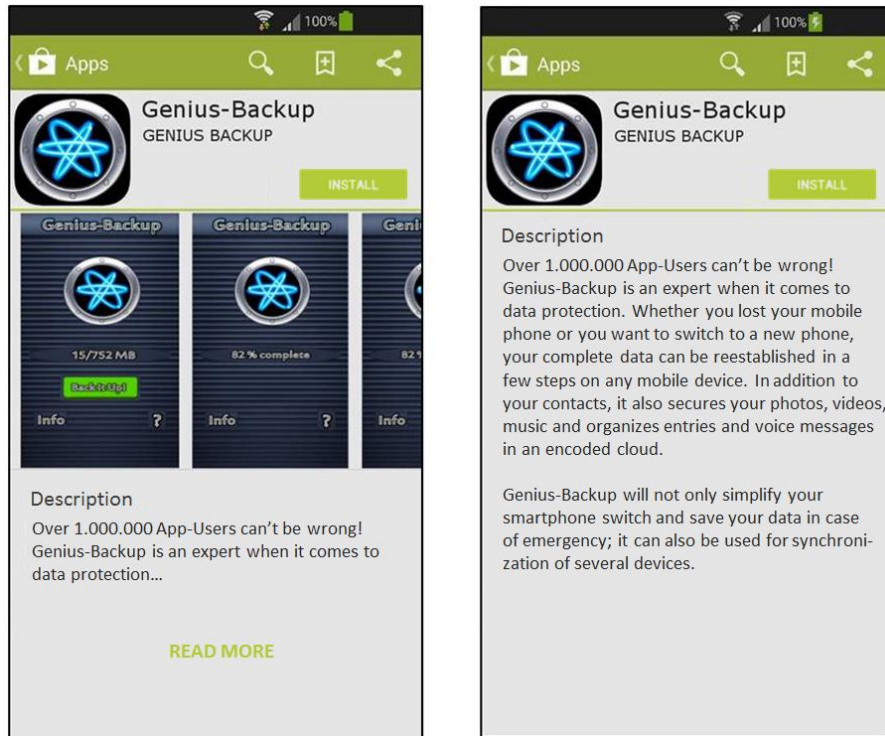 100%
Apps
Genius-Backup
GENIUS BACKUP
INSTALL
Genius-Backup
15/752 MB
Back It Up!
Info ?
Genius-Backup
82 % complete
Info ?
Geni
82 %
Info
Description
Over 1.000.000 App-Users can't be wrong!
Genius-Backup is an expert when it comes to
data protection...
READ MORE
100%
Apps
Genius-Backup
GENIUS BACKUP
INSTALL
Description
Over 1.000.000 App-Users can't be wrong!
Genius-Backup is an expert when it comes to
data protection. Whether you lost your mobile
phone or you want to switch to a new phone,
your complete data can be reestablished in a
few steps on any mobile device. In addition to
your contacts, it also secures your photos, videos,
music and organizes entries and voice messages
in an encoded cloud.
Genius-Backup will not only simplify your
smartphone switch and save your data in case
of emergency; it can also be used for synchroni-
zation of several devices.